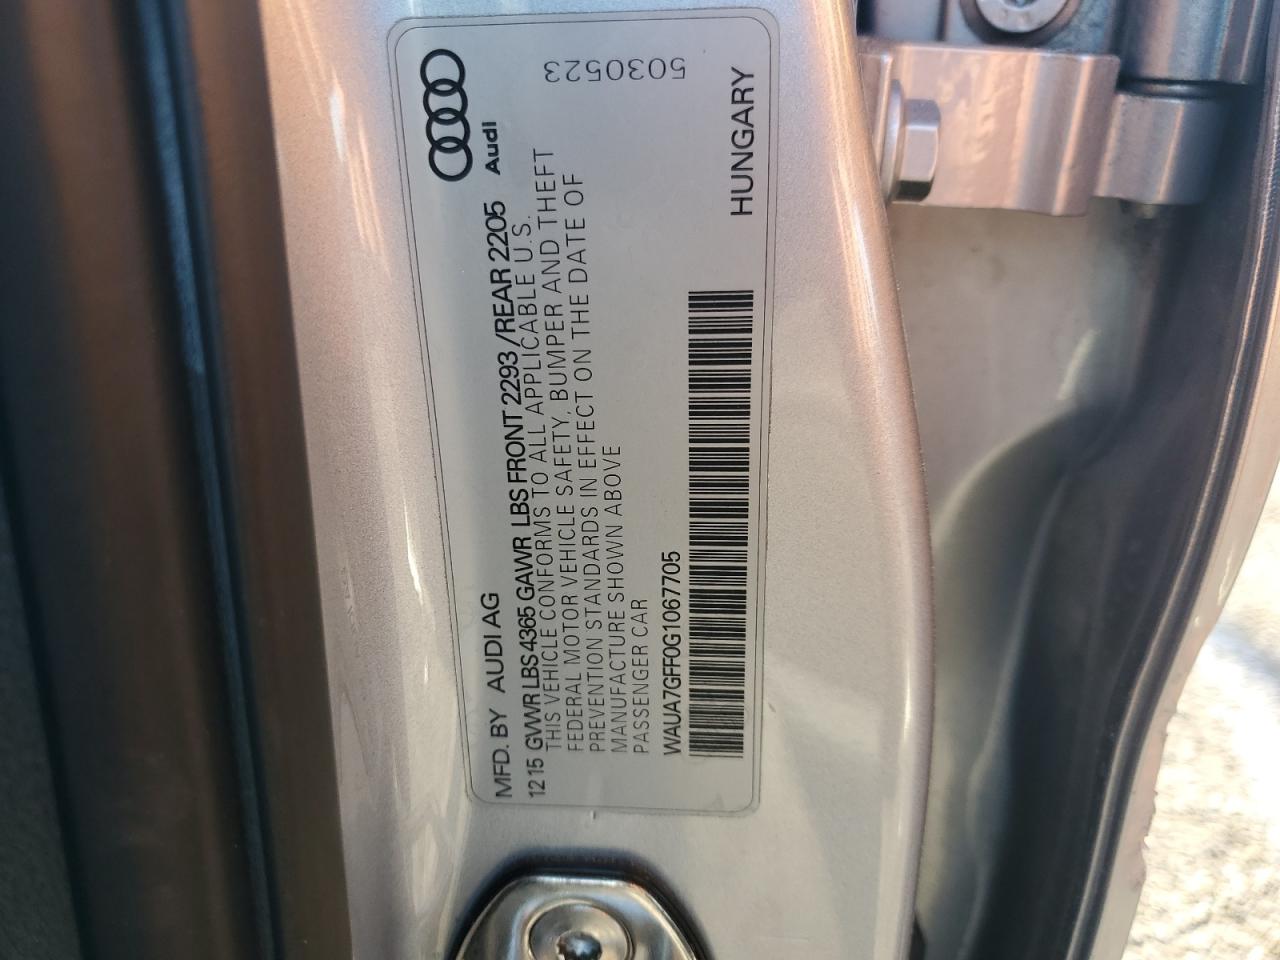 Audi
MFD. BY AUDI AG
12 15 GVWR LBS 4365 GAWR LBS FRONT 2293 /REAR 2205
THIS VEHICLE CONFORMS TO ALL APPLICABLE U.S.
FEDERAL MOTOR VEHICLE SAFETY, BUMPER AND THEFT
PREVENTION STANDARDS IN EFFECT ON THE DATE OF
MANUFACTURE SHOWN ABOVE
PASSENGER CAR
WAUA7GFF0G1067705
HUNGARY
5030523